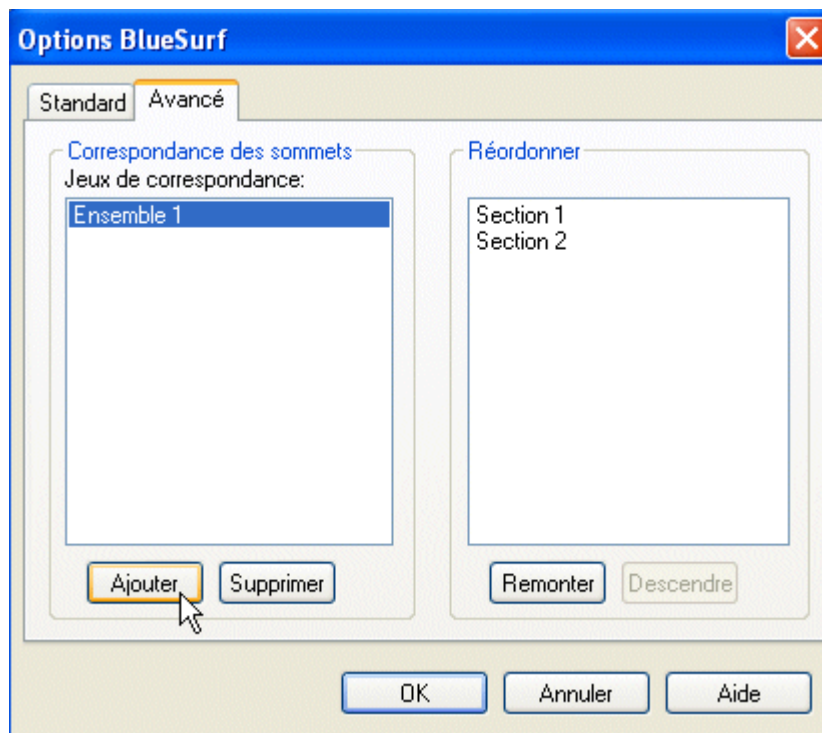 Options BlueSurf
Standard
Avancé
Correspondance des sommets
Jeux de correspondance:
Ensemble 1
Ajouter
Supprimer
Réordonner
Section 1
Section 2
Remonter
Descendre
OK
Annuler
Aide